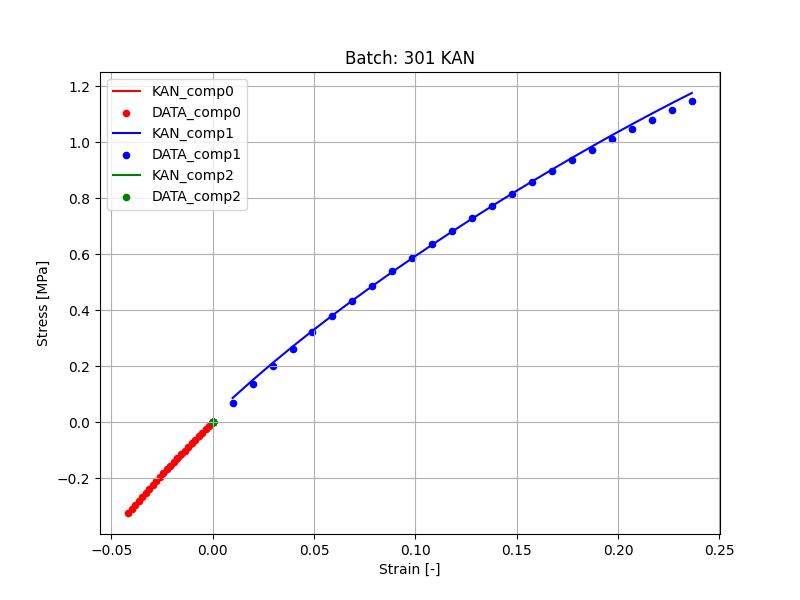 Batch: 301 KAN
KAN_comp0
DATA_comp0
KAN_comp1
DATA_comp1
KAN_comp2
DATA_comp2
1.2
1.0
0.8
0.6
0.4
0.2
0.0
−0.2
Stress [MPa]
−0.05 0.00 0.05 0.10 0.15 0.20 0.25
Strain [-]